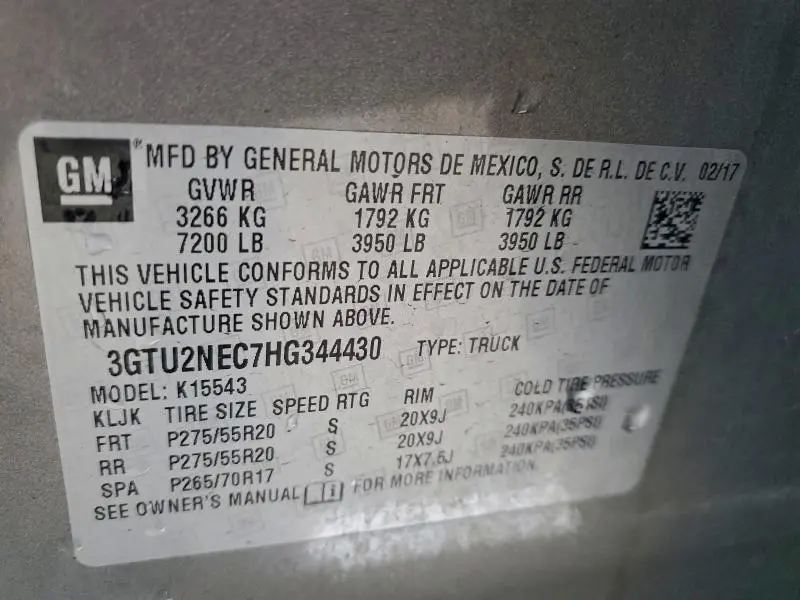 GM ® MFD BY GENERAL MOTORS DE MEXICO, S. DE R.L. DE C.V. 02/17
GVWR GAWR FRT GAWR RR
3266 KG 1792 KG 1792 KG
7200 LB 3950 LB 3950 LB
THIS VEHICLE CONFORMS TO ALL APPLICABLE U.S. FEDERAL MOTOR
VEHICLE SAFETY STANDARDS IN EFFECT ON THE DATE OF
MANUFACTURE SHOWN ABOVE.
3GTU2NEC7HG344430 TYPE: TRUCK
MODEL: K15543
KLJK TIRE SIZE SPEED RTG RIM COLD TIRE PRESSURE
FRT P275/55R20 S 20X9J 240KPA(35PSI)
RR P275/55R20 S 20X9J 240KPA(35PSI)
SPA P265/70R17 S 17X7.5J 240KPA(35PSI)
SEE OWNER'S MANUAL FOR MORE INFORMATION.